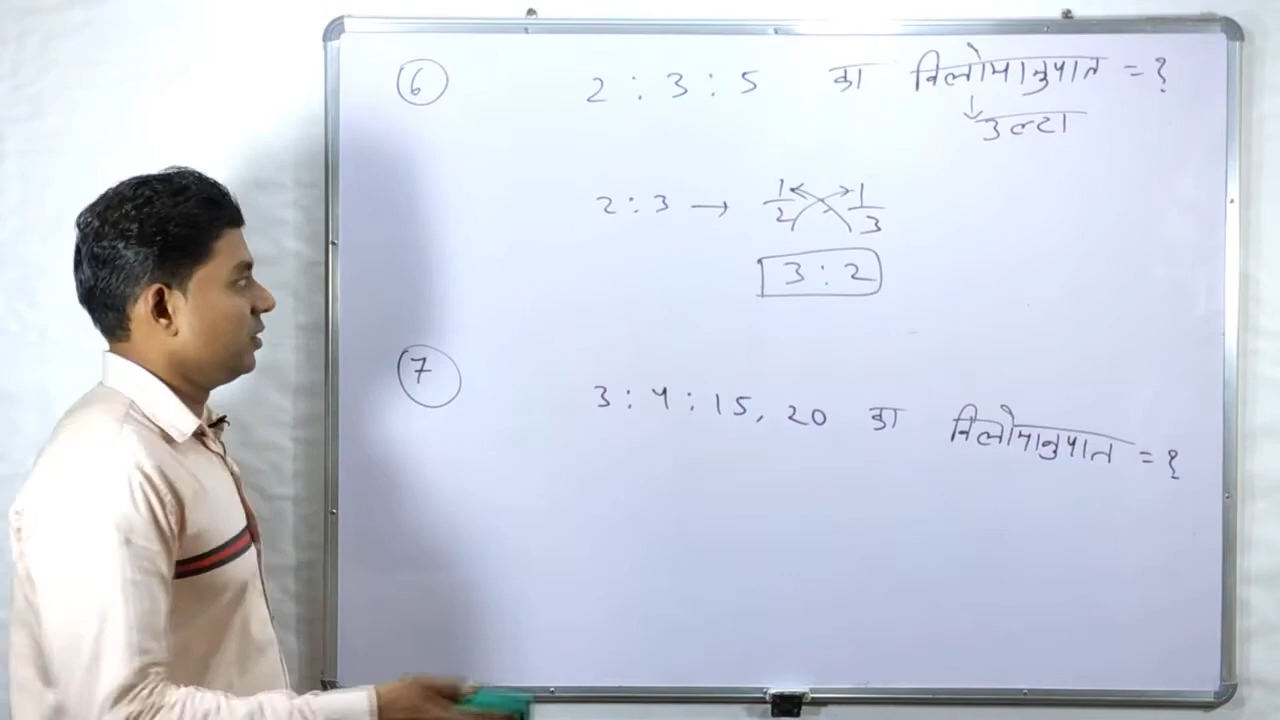 6 2 : 3 : 5 का विलोमानुपात = ?
↓
उल्टा
2 : 3 → 1/2 1/3
3 : 2
7 3 : 4 : 15, 20 का विलोमानुपात = ?